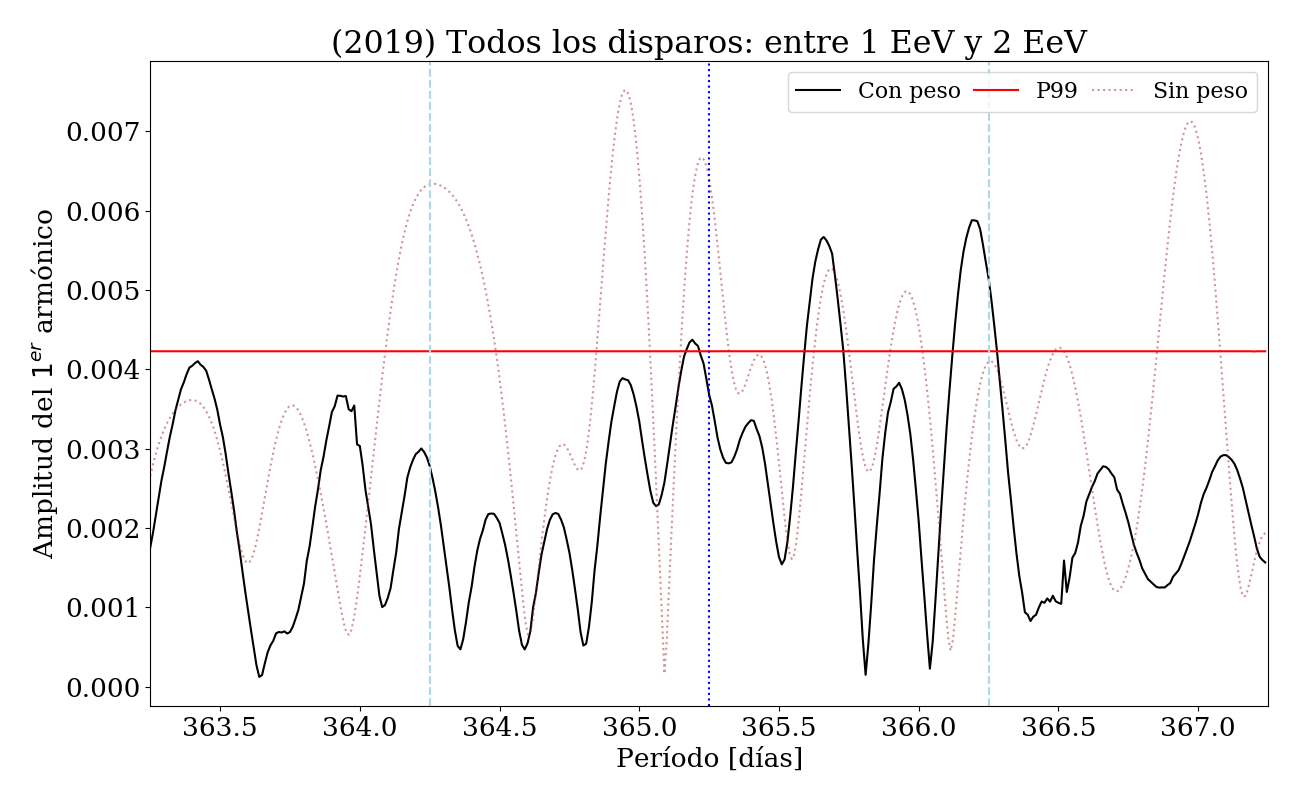 (2019) Todos los disparos: entre 1 EeV y 2 EeV
Con peso P99 Sin peso
Amplitud del 1er armónico
0.007
0.006
0.005
0.004
0.003
0.002
0.001
0.000
363.5 364.0 364.5 365.0 365.5 366.0 366.5 367.0
Período [días]